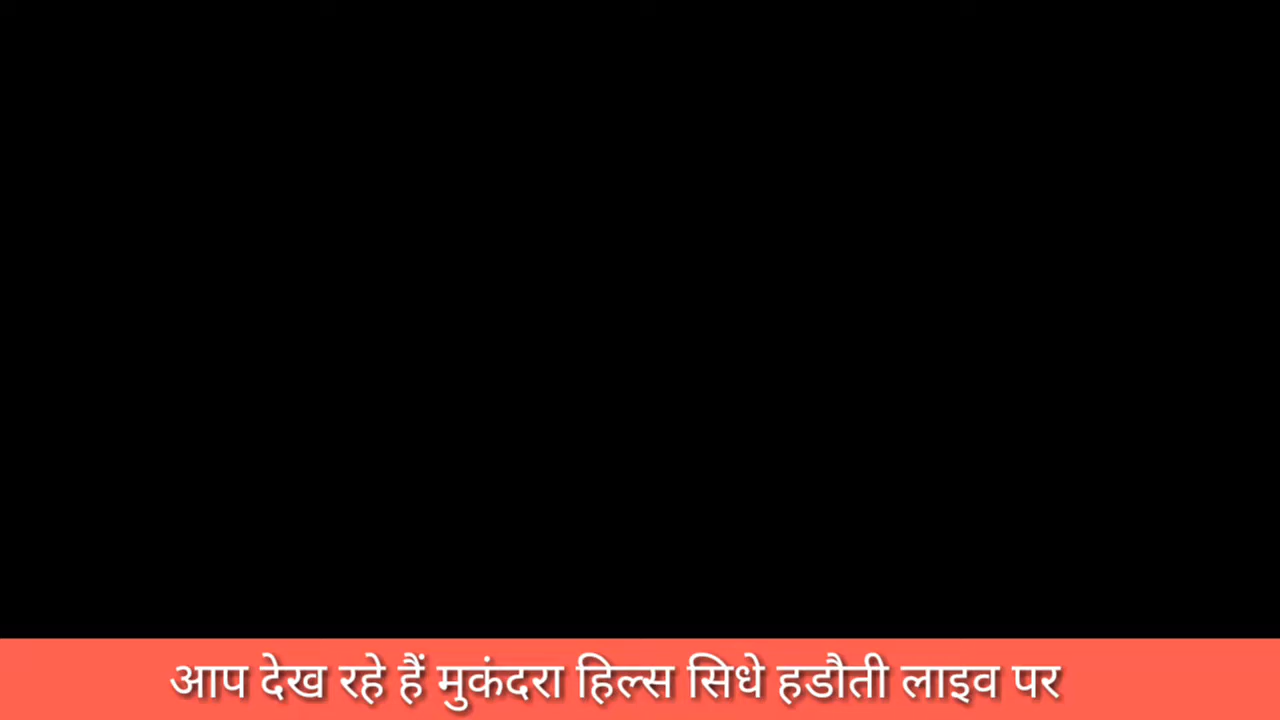 आप देख रहे हैं मुकंदरा हिल्स सिधे हडौती लाइव पर